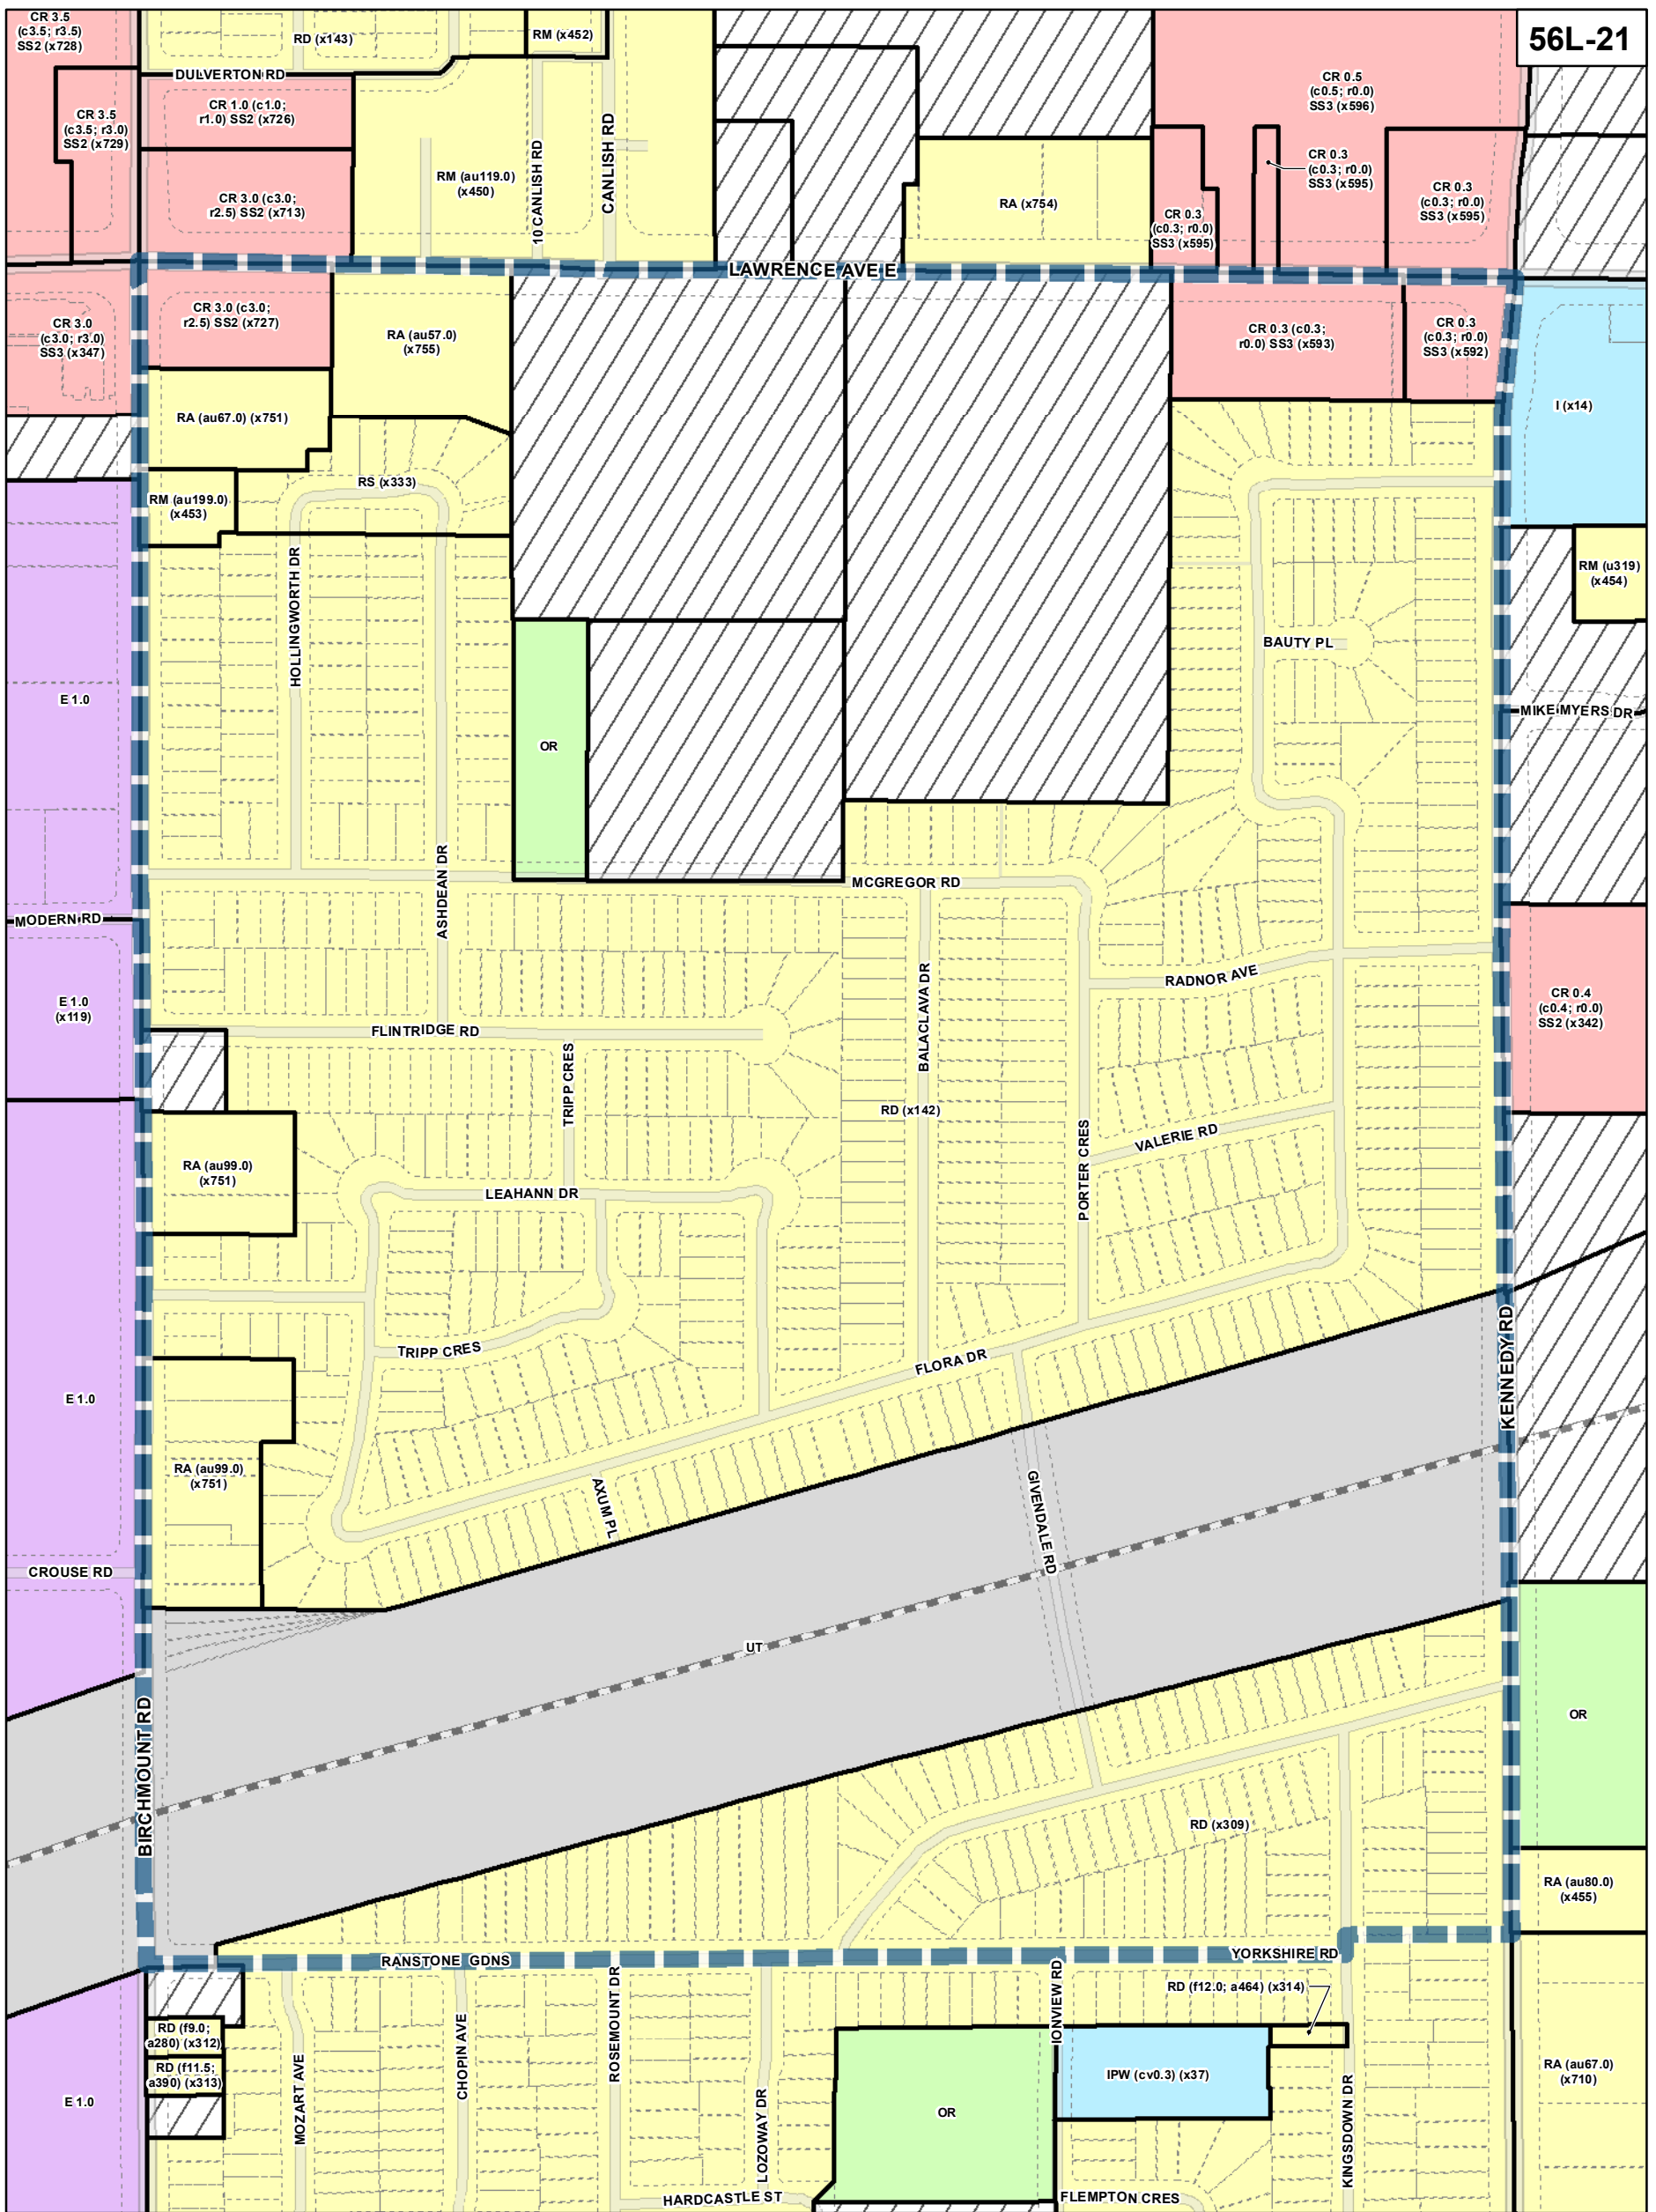 CR 3.5
(c3.5; r3.5)
SS2 (x728)
RD (x143)
RM (x452)
56L-21
DULVERTON RD
CR 3.5
(c3.5; r3.0)
SS2 (x729)
CR 1.0 (c1.0;
r1.0) SS2 (x726)
CR 0.5
(c0.5; r0.0)
SS3 (x596)
CR 3.0 (c3.0;
r2.5) SS2 (x713)
RM (au119.0)
(x450)
10 CANLISH RD
CANLISH RD
RA (x754)
CR 0.3
(c0.3; r0.0)
SS3 (x595)
CR 0.3
(c0.3; r0.0)
SS3 (x595)
CR 0.3
(c0.3; r0.0)
SS3 (x595)
LAWRENCE AVE E
CR 3.0
(c3.0; r3.0)
SS3 (x347)
CR 3.0 (c3.0;
r2.5) SS2 (x727)
RA (au57.0)
(x755)
CR 0.3 (c0.3;
r0.0) SS3 (x593)
CR 0.3
(c0.3; r0.0)
SS3 (x592)
I (x14)
RA (au67.0) (x751)
RS (x333)
RM (au199.0)
(x453)
HOLLINGWORTH DR
RM (u319)
(x454)
BAUTY PL
E 1.0
MIKE MYERS DR
OR
ASHDEAN DR
MCGREGOR RD
MODERN RD
E 1.0
(x119)
RADNOR AVE
BALACLAVA DR
CR 0.4
(c0.4; r0.0)
SS2 (x342)
FLINTRIDGE RD
TRIPP CRES
RD (x142)
PORTER CRES
VALERIE RD
RA (au99.0)
(x751)
LEAHANN DR
TRIPP CRES
FLORA DR
KENNEDY RD
E 1.0
RA (au99.0)
(x751)
AXUM PL
GIVENDALE RD
CROUSE RD
UT
BIRCHMOUNT RD
OR
RD (x309)
RA (au80.0)
(x455)
RANSTONE GDNS
YORKSHIRE RD
RD (f12.0; a464) (x314)
RD (f9.0;
a280) (x312)
RD (f11.5;
a390) (x313)
MOZART AVE
CHOPIN AVE
ROSEMOUNT DR
LOZOWAY DR
IONVIEW RD
IPW (cv0.3) (x37)
KINGSDOWN DR
RA (au67.0)
(x710)
E 1.0
OR
HARDCASTLE ST
FLEMPTON CRES